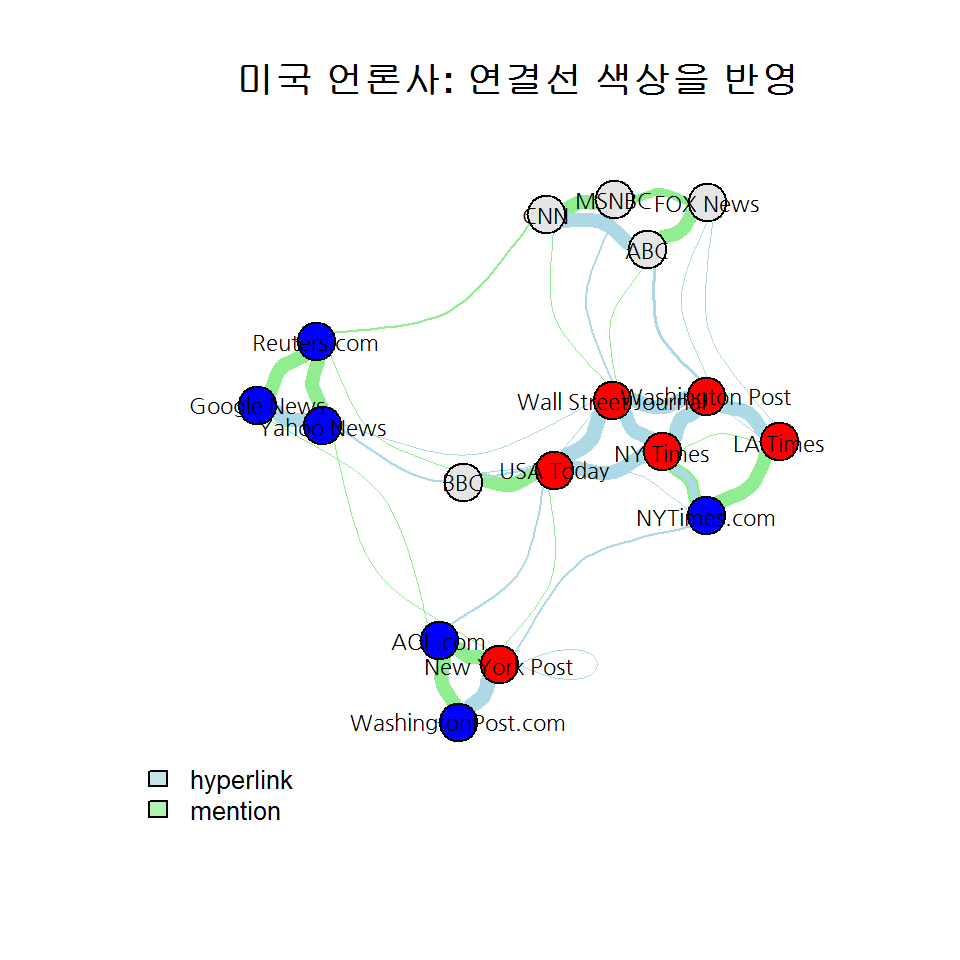 미국 언론사: 연결선 색상을 반영
MSNBC
FOX News
CNN
ABC
Reuters.com
Google News
Yahoo News
Wall Street Journal
Washington Post
NY Times
LA Times
USA Today
BBC
NYTimes.com
AOL.com
New York Post
WashingtonPost.com
hyperlink
mention